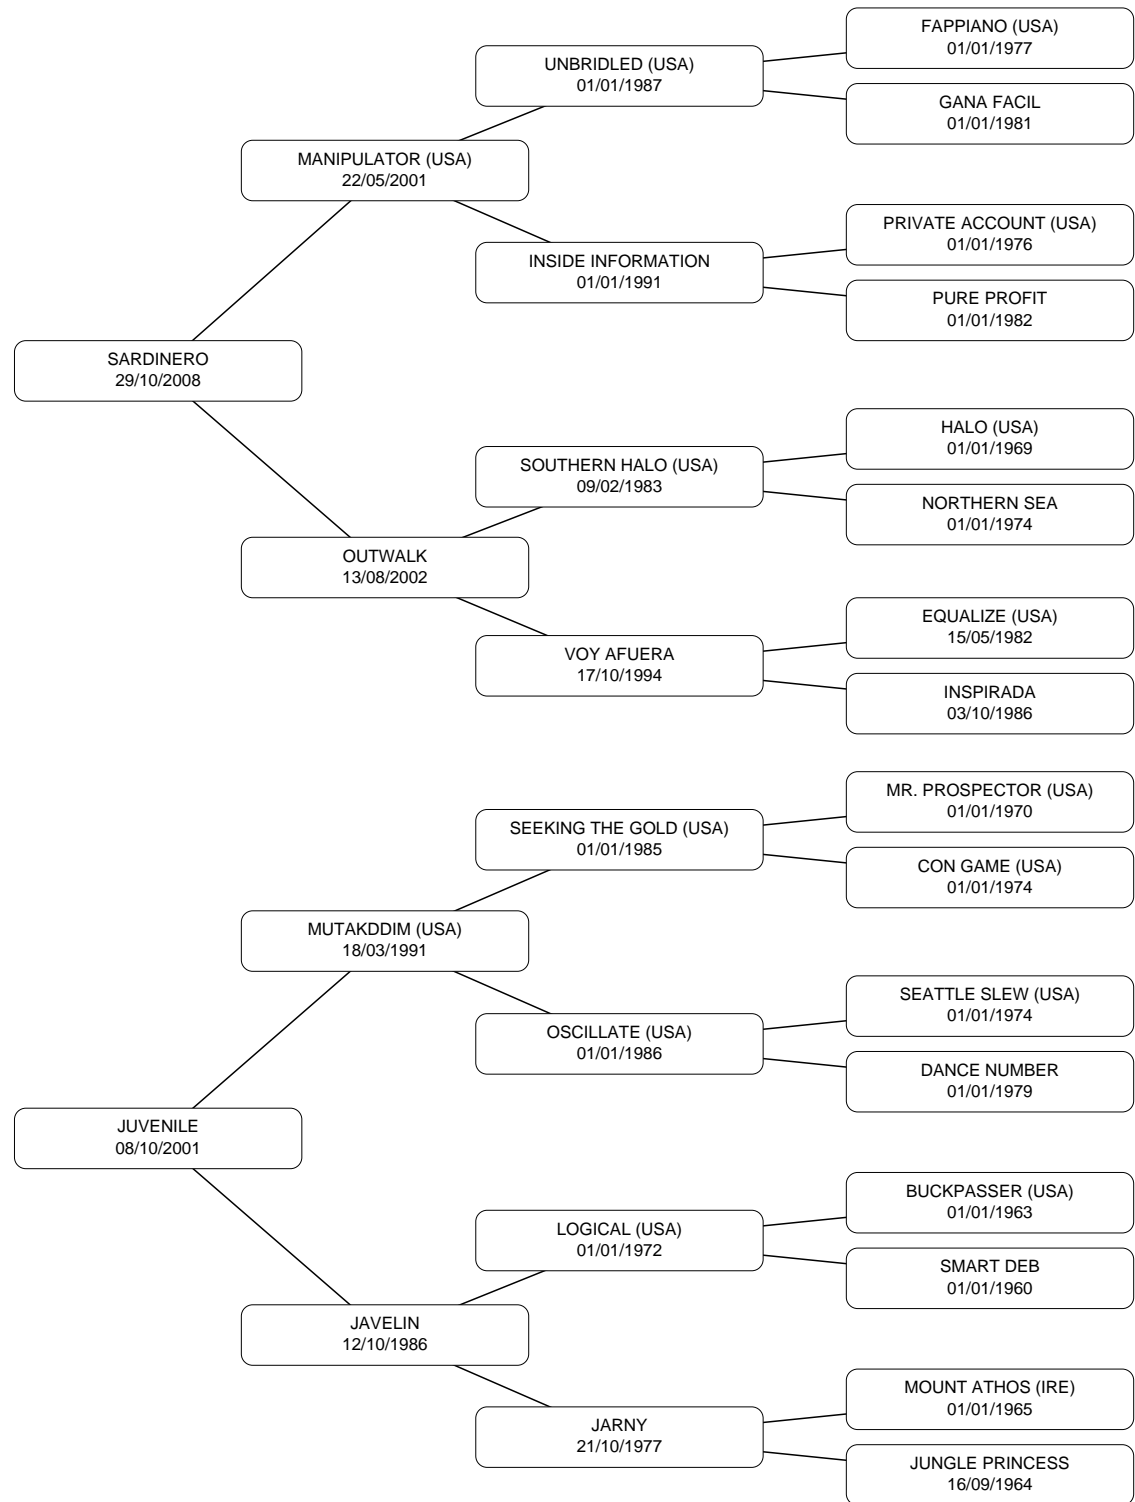 FAPPIANO (USA)
01/01/1977
UNBRIDLED (USA)
01/01/1987
GANA FACIL
01/01/1981
MANIPULATOR (USA)
22/05/2001
PRIVATE ACCOUNT (USA)
01/01/1976
INSIDE INFORMATION
01/01/1991
PURE PROFIT
01/01/1982
SARDINERO
29/10/2008
HALO (USA)
01/01/1969
SOUTHERN HALO (USA)
09/02/1983
NORTHERN SEA
01/01/1974
OUTWALK
13/08/2002
EQUALIZE (USA)
15/05/1982
VOY AFUERA
17/10/1994
INSPIRADA
03/10/1986
MR. PROSPECTOR (USA)
01/01/1970
SEEKING THE GOLD (USA)
01/01/1985
CON GAME (USA)
01/01/1974
MUTAKDDIM (USA)
18/03/1991
SEATTLE SLEW (USA)
01/01/1974
OSCILLATE (USA)
01/01/1986
DANCE NUMBER
01/01/1979
JUVENILE
08/10/2001
BUCKPASSER (USA)
01/01/1963
LOGICAL (USA)
01/01/1972
SMART DEB
01/01/1960
JAVELIN
12/10/1986
MOUNT ATHOS (IRE)
01/01/1965
JARNY
21/10/1977
JUNGLE PRINCESS
16/09/1964